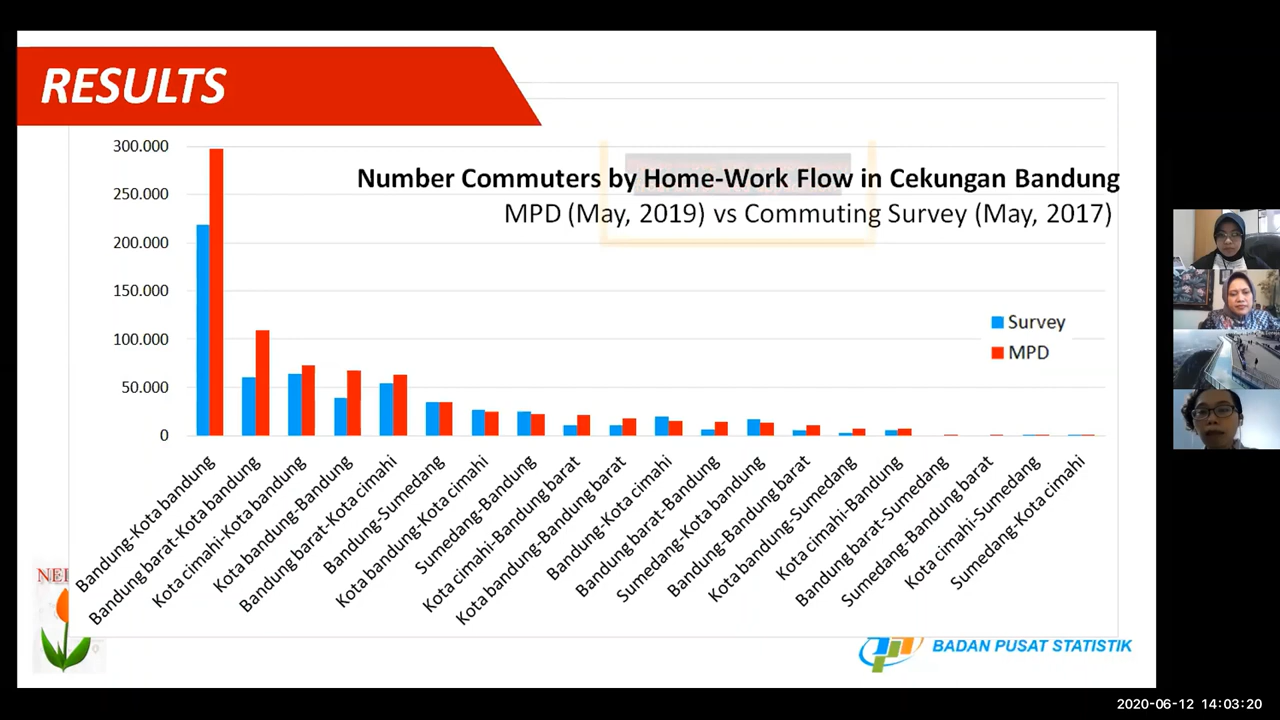 RESULTS
Number Commuters by Home-Work Flow in Cekungan Bandung
MPD (May, 2019) vs Commuting Survey (May, 2017)
300.000
250.000
200.000
150.000
100.000
50.000
0
Survey
MPD
Bandung-Kota bandung
Bandung barat-Kota bandung
Kota cimahi-Kota bandung
Kota bandung-Bandung
Bandung barat-Kota cimahi
Bandung-Sumedang
Kota bandung-Kota cimahi
Sumedang-Bandung
Kota cimahi-Bandung barat
Kota bandung-Bandung barat
Bandung-Kota cimahi
Bandung barat-Bandung
Sumedang-Kota bandung
Bandung-Bandung barat
Kota bandung-Sumedang
Kota cimahi-Bandung
Bandung barat-Sumedang
Sumedang-Bandung barat
Kota cimahi-Sumedang
Sumedang-Kota cimahi
BADAN PUSAT STATISTIK
2020-06-12 14:03:20